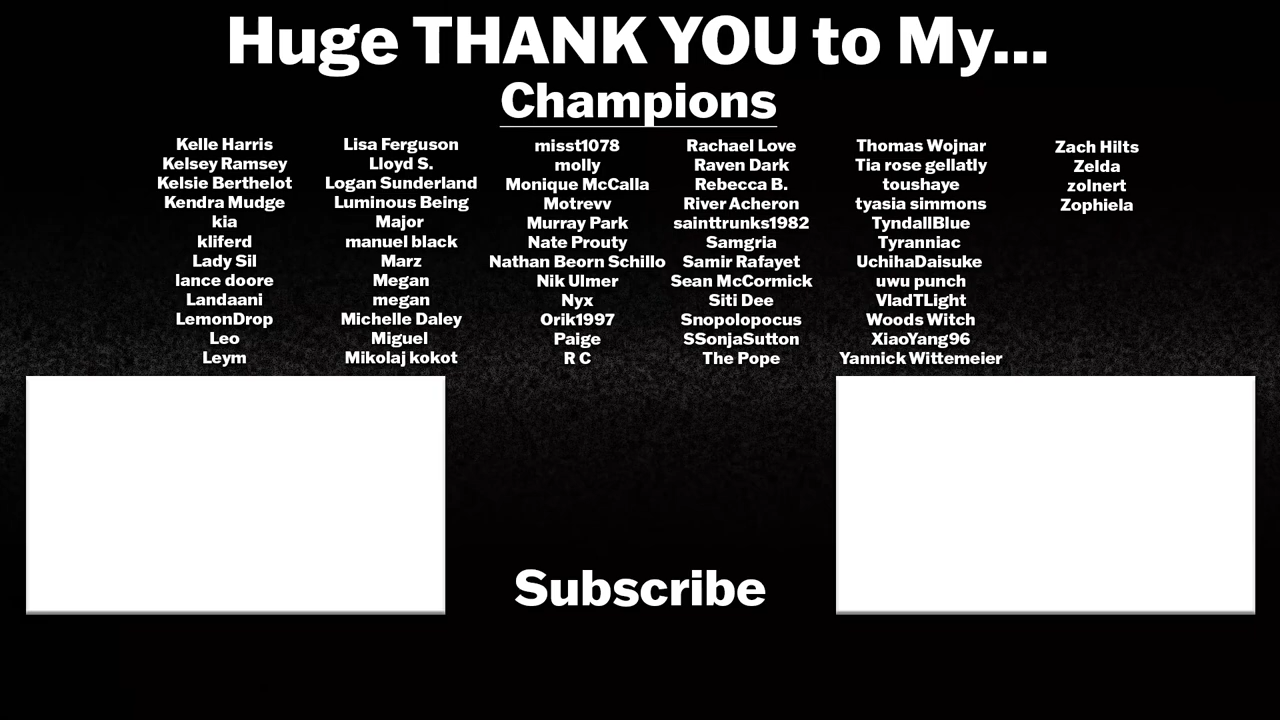 Huge THANK YOU to My...
Champions
Kelle Harris
Kelsey Ramsey
Kelsie Berthelot
Kendra Mudge
kia
kliferd
Lady Sil
lance doore
Landaani
LemonDrop
Leo
Leym
Lisa Ferguson
Lloyd S.
Logan Sunderland
Luminous Being
Major
manuel black
Marz
Megan
megan
Michelle Daley
Miguel
Mikolaj kokot
misst1078
molly
Monique McCalla
Motrevv
Murray Park
Nate Prouty
Nathan Beorn Schillo
Nik Ulmer
Nyx
Orik1997
Paige
R C
Rachael Love
Raven Dark
Rebecca B.
River Acheron
sainttrunks1982
Samgria
Samir Rafayet
Sean McCormick
Siti Dee
Snopolopocus
SSonjaSutton
The Pope
Thomas Wojnar
Tia rose gellatly
toushaye
tyasia simmons
TyndallBlue
Tyranniac
UchihaDaisuke
uwu punch
VladTLight
Woods Witch
XiaoYang96
Yannick Wittemeier
Zach Hilts
Zelda
zolnert
Zophiela
Subscribe